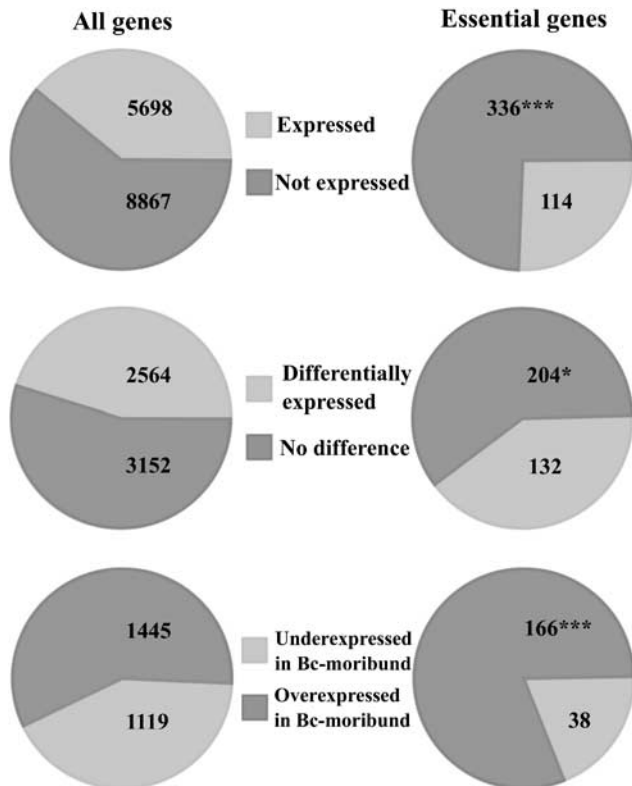 All genes
Essential genes
5698
8867
Expressed
Not expressed
336***
114
2564
3152
Differentially
expressed
No difference
204*
132
1445
1119
Underexpressed
in Bc-moribund
Overexpressed
in Bc-moribund
166***
38